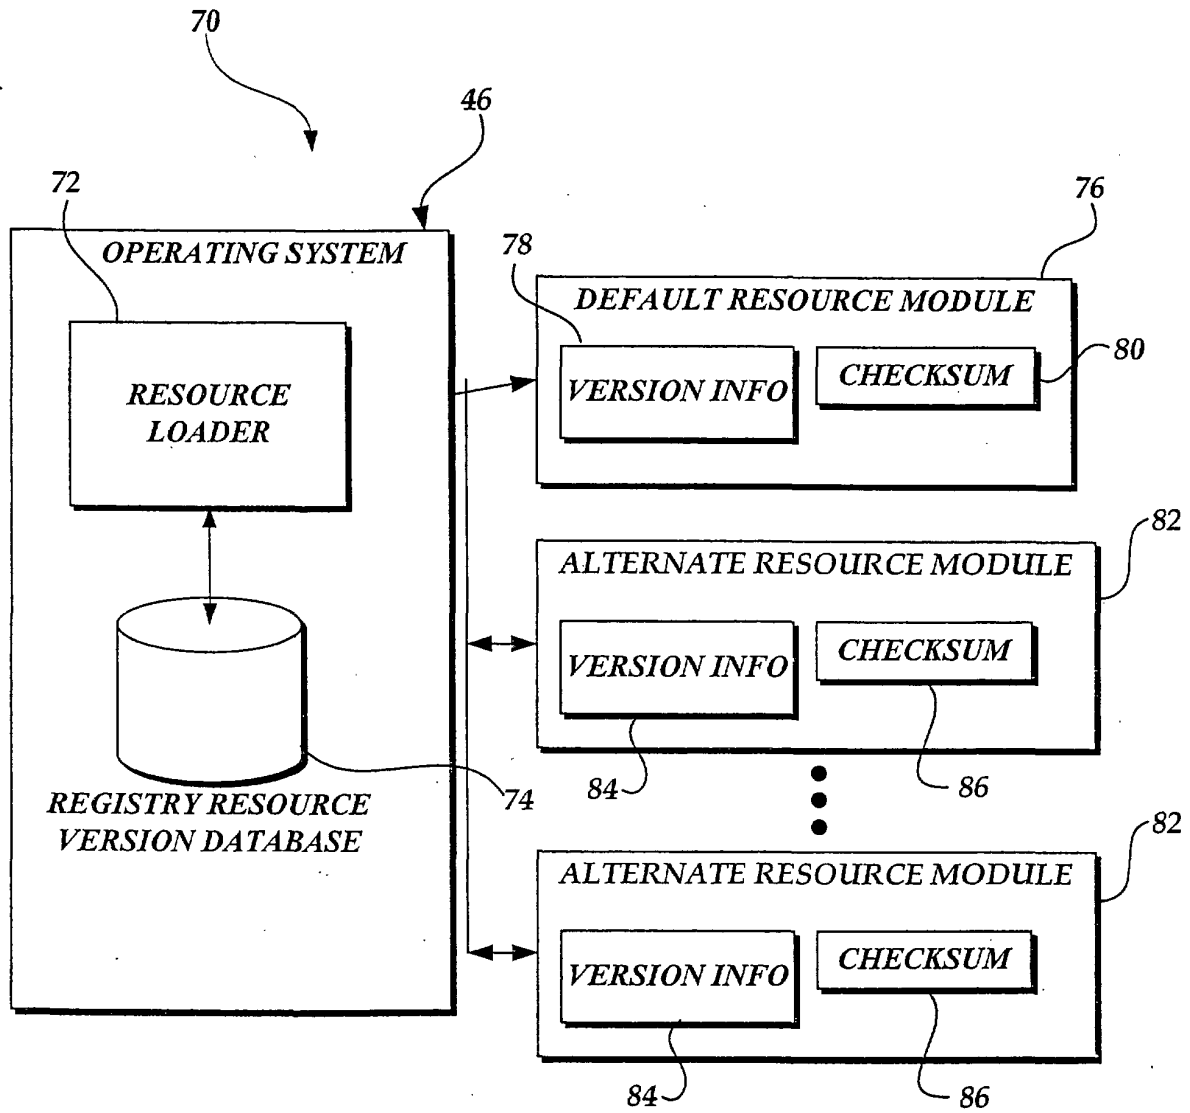 70
46
72
76
OPERATING SYSTEM
78
DEFAULT RESOURCE MODULE
80
CHECKSUM
VERSION INFO
RESOURCE
LOADER
82
ALTERNATE RESOURCE MODULE
CHECKSUM
VERSION INFO
84
86
74
REGISTRY RESOURCE
VERSION DATABASE
82
ALTERNATE RESOURCE MODULE
CHECKSUM
VERSION INFO
84
86